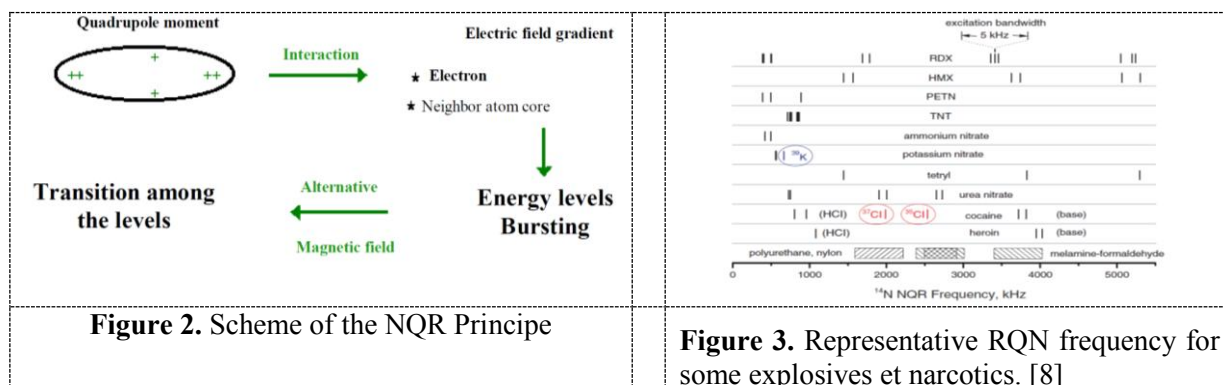 Quadrupole moment
++
+
+
++
Interaction
Electric field gradient
★ Electron
★ Neighbor atom core
Energy levels
Bursting
Alternative
Magnetic field
Transition among
the levels
Figure 2. Scheme of the NQR Principe
excitation bandwidth
5 kHz
RDX
HMX
PETN
TNT
ammonium nitrate
³⁹K potassium nitrate
tetryl
urea nitrate
(HCl) ³⁷Cl ³⁵Cl cocaine (base)
(HCl) heroin (base)
polyurethane, nylon melamine-formaldehyde
0 1000 2000 3000 4000 5000
¹⁴N NQR Frequency, kHz
Figure 3. Representative RQN frequency for
some explosives et narcotics. [8]